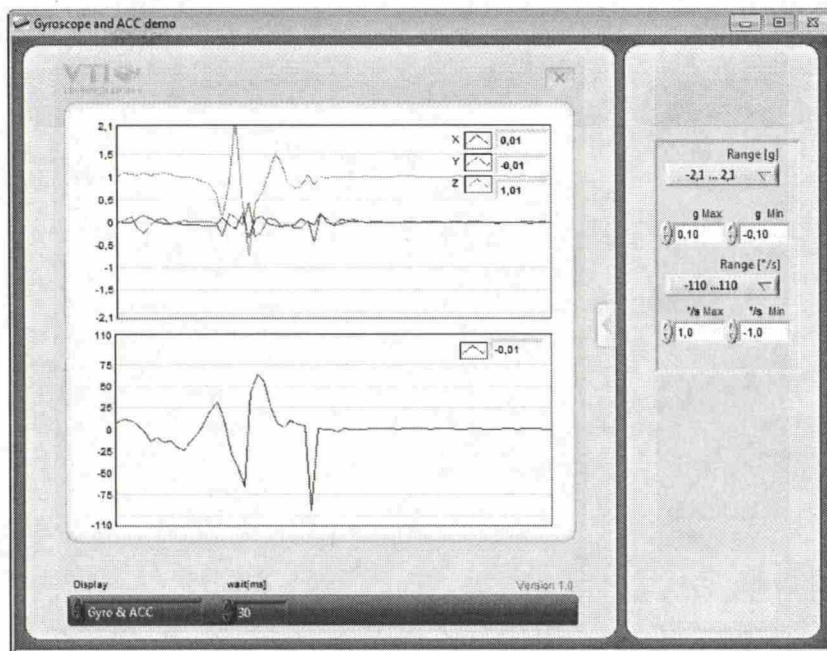 Gyroscope and ACC demo
VTI
2,1
1,5
1
0,5
0
-0,5
-1
-1,5
-2,1
X 0,01
Y -0,01
Z 1,01
110
75
50
25
0
-25
-50
-75
-110
-0,01
Display wait[ms] Version 1.0
Gyro & ACC 30
Range [g]
-2,1 ... 2,1
g Max g Min
0,10 -0,10
Range [°/s]
-110 ...110
°/s Max °/s Min
1,0 -1,0